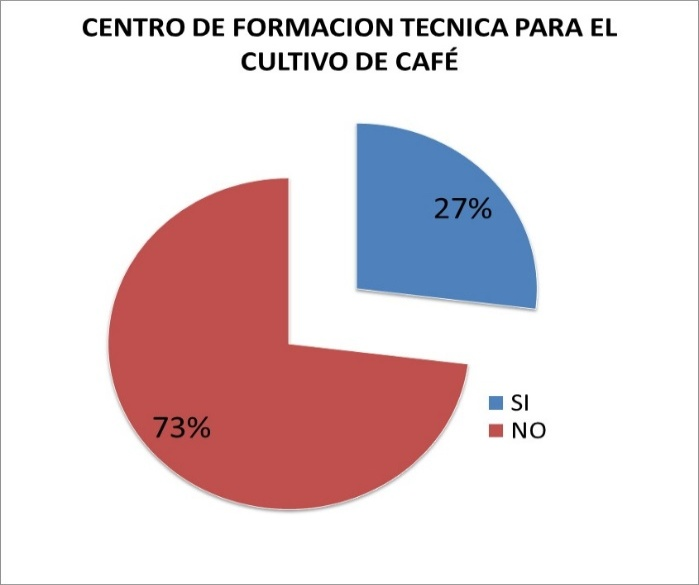 CENTRO DE FORMACION TECNICA PARA EL
CULTIVO DE CAFÉ
27%
73%
SI
NO